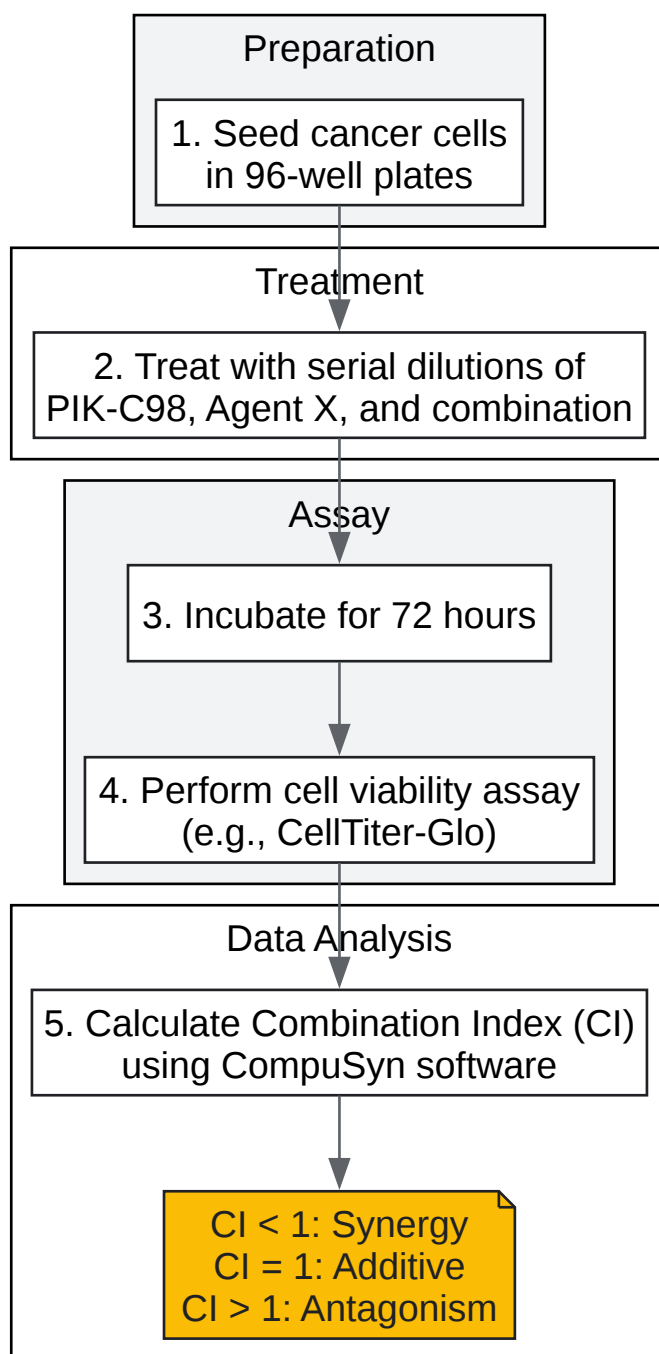 Preparation
1. Seed cancer cells
in 96-well plates
Treatment
2. Treat with serial dilutions of
PIK-C98, Agent X, and combination
Assay
3. Incubate for 72 hours
4. Perform cell viability assay
(e.g., CellTiter-Glo)
Data Analysis
5. Calculate Combination Index (CI)
using CompuSyn software
CI < 1: Synergy
CI = 1: Additive
CI > 1: Antagonism